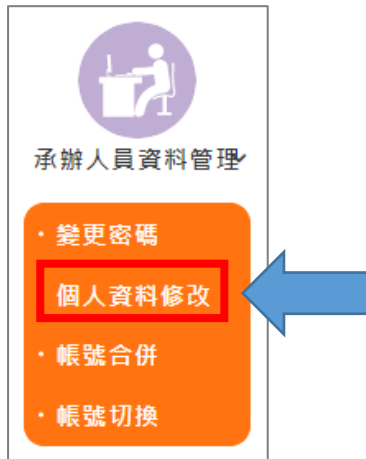 承辦人員資料管理
・變更密碼
個人資料修改
・帳號合併
・帳號切換